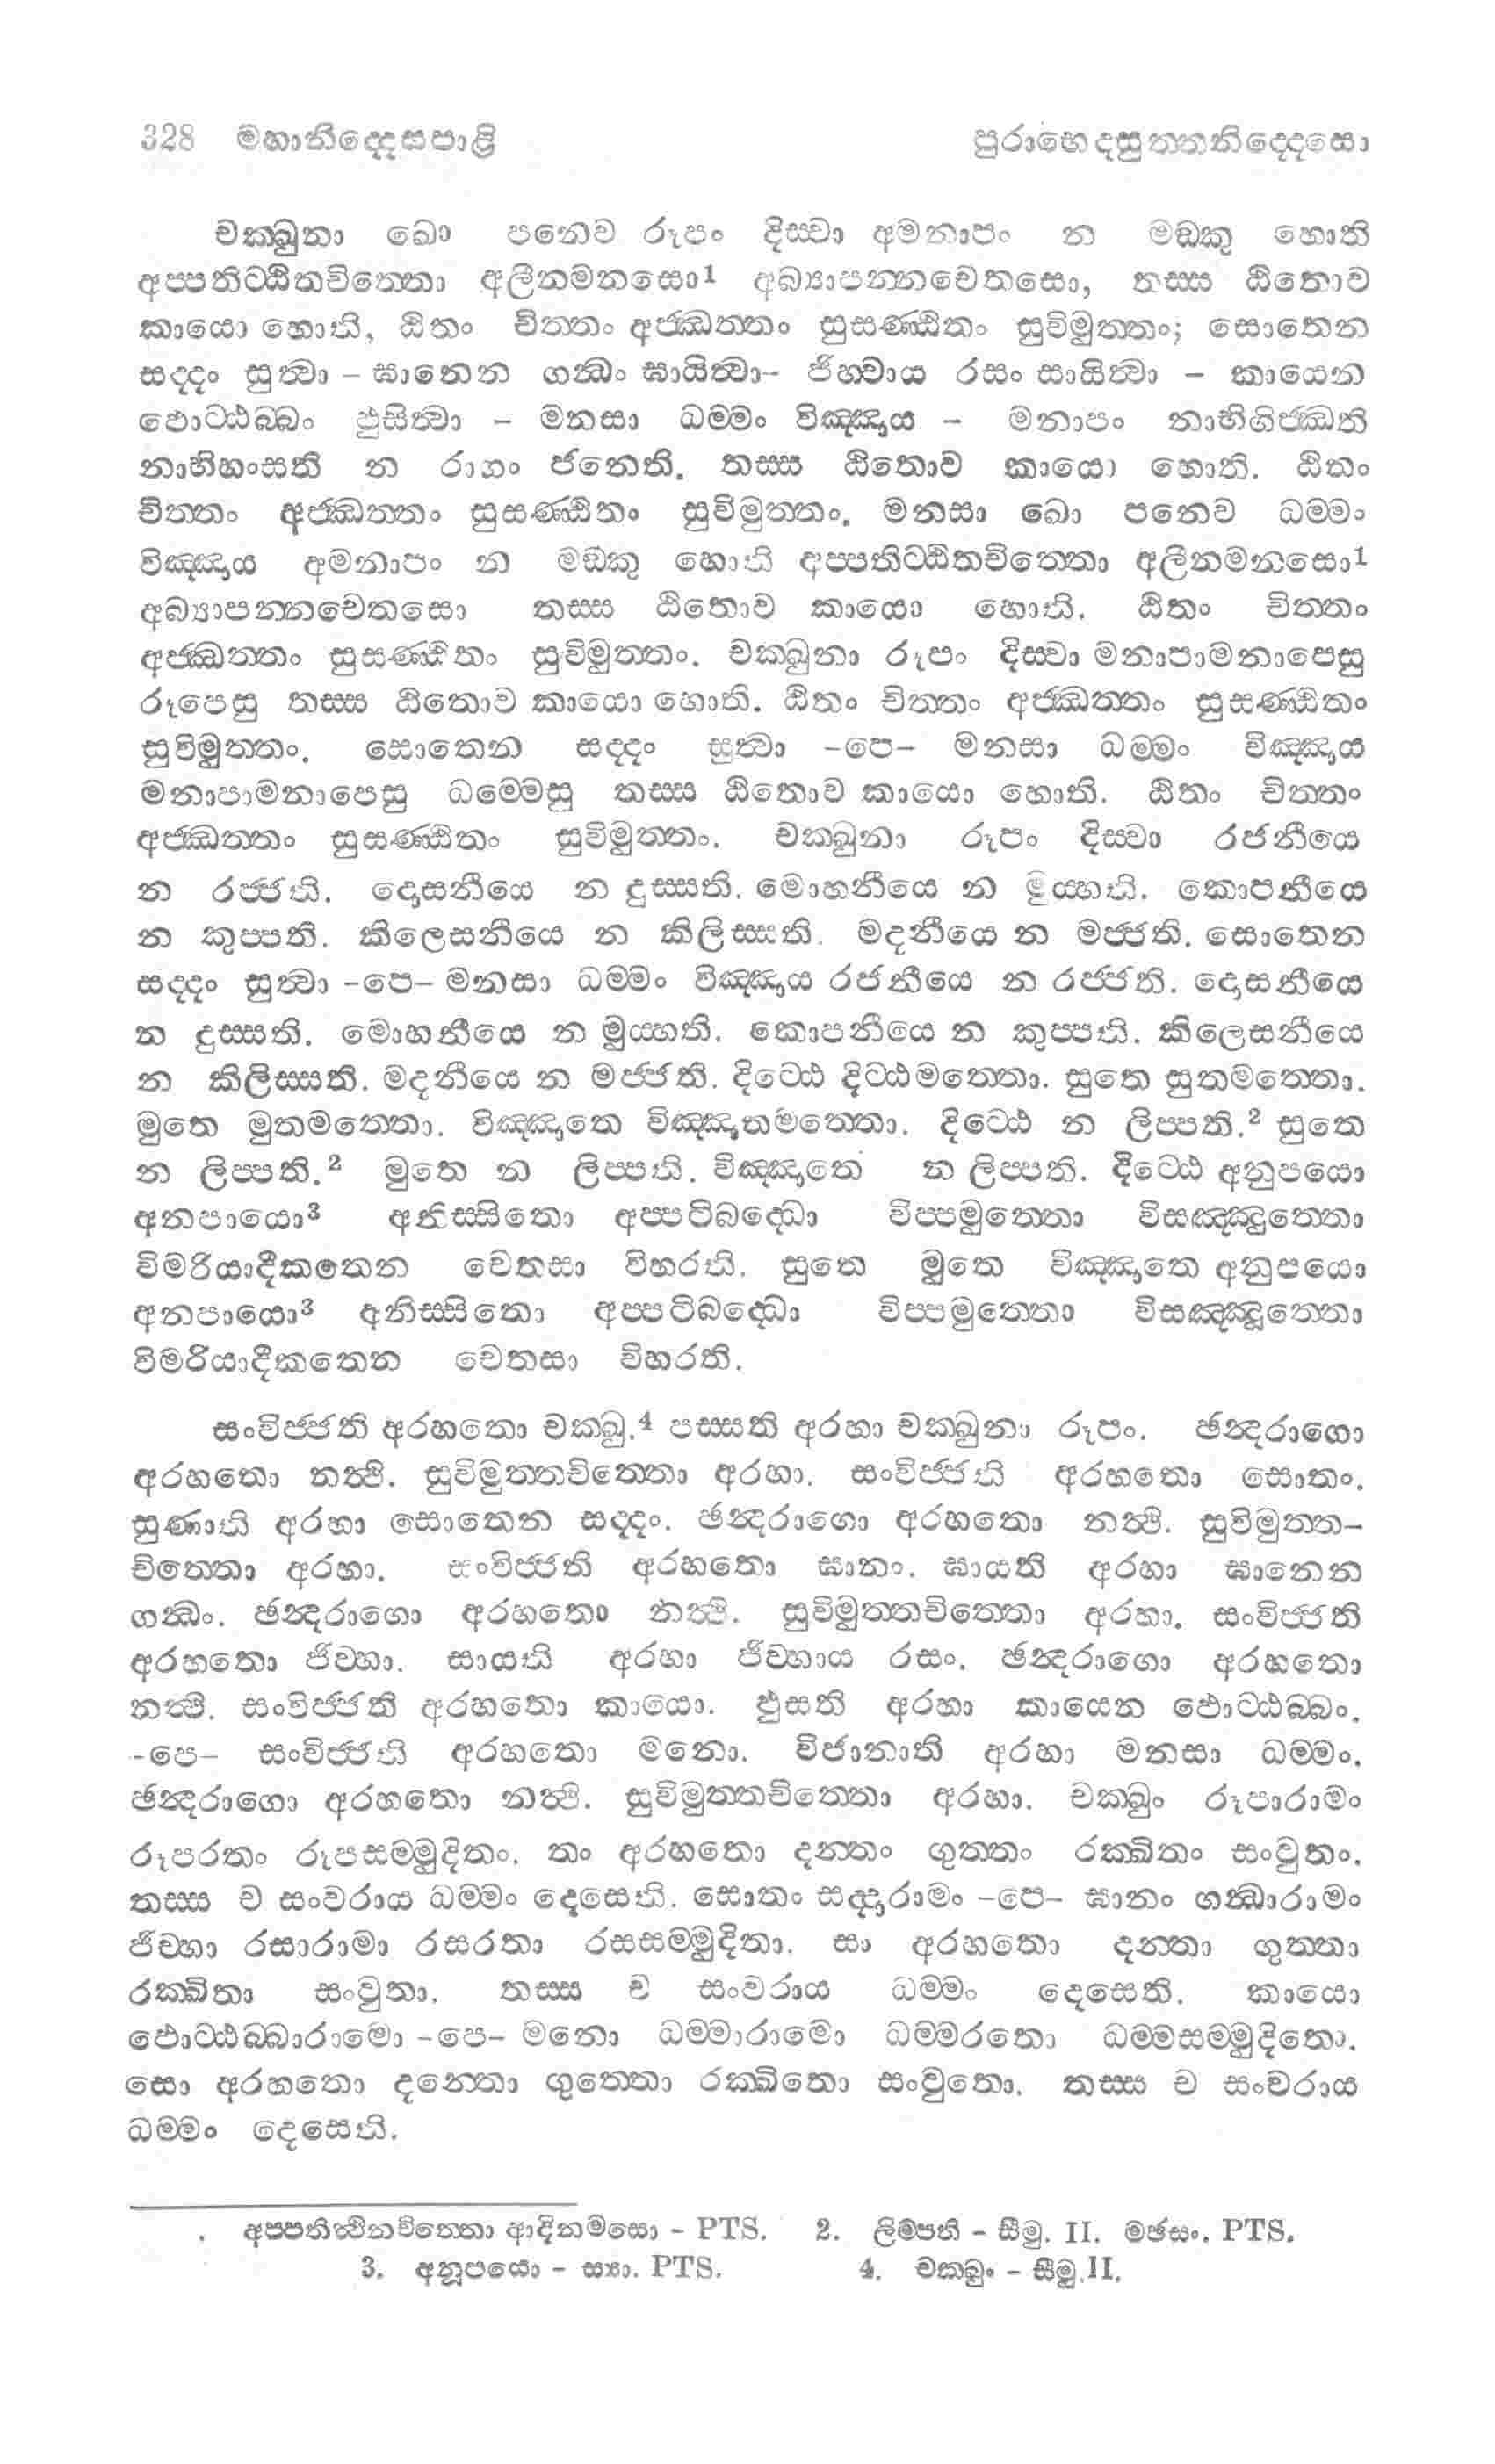 328 මහානිද්දෙසපාළි පුරාභෙදසුත්තනිද්දෙසො
චක්ඛුනා ඛො පනෙව රූපං දිස්වා අමනාපං න මඞ්කු හොති
අප්පතිට්ඨිතචිත්තො අලීනමනසො1 අබ්‍යාපන්නචෙතසො, තස්ස ඨිතොව
කායො හොති, ඨිතං චිත්තං අජ්ඣත්තං සුසණ්ඨිතං සුවිමුත්තං; සොතෙන
සද්දං සුත්වා – ඝානෙන ගන්ධං ඝායිත්වා– ජිහ්වාය රසං සායිත්වා – කායෙන
ඵොට්ඨබ්බං ඵුසිත්වා – මනසා ධම්මං විඤ්ඤාය – මනාපං නාභිගිජ්ඣති
නාභිහංසති න රාගං ජනෙති. තස්ස ඨිතොව කායො හොති. ඨිතං
චිත්තං අජ්ඣත්තං සුසණ්ඨිතං සුවිමුත්තං. මනසා ඛො පනෙව ධම්මං
විඤ්ඤාය අමනාපං න මඞ්කු හොති අප්පතිට්ඨිතචිත්තො අලීනමනසො1
අබ්‍යාපන්නචෙතසො තස්ස ඨිතොව කායො හොති. ඨිතං චිත්තං
අජ්ඣත්තං සුසණ්ඨිතං සුවිමුත්තං. චක්ඛුනා රූපං දිස්වා මනාපාමනාපෙසු
රූපෙසු තස්ස ඨිතොව කායො හොති. ඨිතං චිත්තං අජ්ඣත්තං සුසණ්ඨිතං
සුවිමුත්තං. සොතෙන සද්දං සුත්වා –පෙ– මනසා ධම්මං විඤ්ඤාය
මනාපාමනාපෙසු ධම්මෙසු තස්ස ඨිතොව කායො හොති. ඨිතං චිත්තං
අජ්ඣත්තං සුසණ්ඨිතං සුවිමුත්තං. චක්ඛුනා රූපං දිස්වා රජනීයෙ
න රජ්ජති. දොසනීයෙ න දුස්සති. මොහනීයෙ න මුය්හති. කොපනීයෙ
න කුප්පති. කිලෙසනීයෙ න කිලිස්සති. මදනීයෙ න මජ්ජති. සොතෙන
සද්දං සුත්වා –පෙ– මනසා ධම්මං විඤ්ඤාය රජනීයෙ න රජ්ජති. දොසනීයෙ
න දුස්සති. මොහනීයෙ න මුය්හති. කොපනීයෙ න කුප්පති. කිලෙසනීයෙ
න කිලිස්සති. මදනීයෙ න මජ්ජති. දිට්ඨෙ දිට්ඨමත්තො. සුතෙ සුතමත්තො.
මුතෙ මුතමත්තො. විඤ්ඤාතෙ විඤ්ඤාතමත්තො. දිට්ඨෙ න ලිප්පති.2 සුතෙ
න ලිප්පති.2 මුතෙ න ලිප්පති. විඤ්ඤාතෙ න ලිප්පති. දිට්ඨෙ අනුපයො
අනපායො3 අනිස්සිතො අප්පටිබද්ධො විප්පමුත්තො විසඤ්ඤුත්තො
විමරියාදීකතෙන චෙතසා විහරති. සුතෙ මුතෙ විඤ්ඤාතෙ අනුපයො
අනපායො3 අනිස්සිතො අප්පටිබද්ධො විප්පමුත්තො විසඤ්ඤුත්තො
විමරියාදීකතෙන චෙතසා විහරති.
සංවිජ්ජති අරහතො චක්ඛු.4 පස්සති අරහා චක්ඛුනා රූපං. ඡන්දරාගො
අරහතො නත්ථි. සුවිමුත්තචිත්තො අරහා. සංවිජ්ජති අරහතො සොතං.
සුණාති අරහා සොතෙන සද්දං. ඡන්දරාගො අරහතො නත්ථි. සුවිමුත්ත–
චිත්තො අරහා. සංවිජ්ජති අරහතො ඝානං. ඝායති අරහා ඝානෙන
ගන්ධං. ඡන්දරාගො අරහතො නත්ථි. සුවිමුත්තචිත්තො අරහා. සංවිජ්ජති
අරහතො ජිව්හා. සායති අරහා ජිව්හාය රසං. ඡන්දරාගො අරහතො
නත්ථි. සංවිජ්ජති අරහතො කායො. ඵුසති අරහා කායෙන ඵොට්ඨබ්බං.
–පෙ– සංවිජ්ජති අරහතො මනො. විජානාති අරහා මනසා ධම්මං.
ඡන්දරාගො අරහතො නත්ථි. සුවිමුත්තචිත්තො අරහා. චක්ඛුං රූපාරාමං
රූපරතං රූපසම්මුදිතං. තං අරහතො දන්තං ගුත්තං රක්ඛිතං සංවුතං.
තස්ස ච සංවරාය ධම්මං දෙසෙති. සොතං සද්දාරාමං –පෙ– ඝානං ගන්ධාරාමං
ජිව්හා රසාරාමා රසරතා රසසම්මුදිතා. සා අරහතො දන්තා ගුත්තා
රක්ඛිතා සංවුතා. තස්ස ච සංවරාය ධම්මං දෙසෙති. කායො
ඵොට්ඨබ්බාරාමො –පෙ– මනො ධම්මාරාමො ධම්මරතො ධම්මසම්මුදිතො.
සො අරහතො දන්තො ගුත්තො රක්ඛිතො සංවුතො. තස්ස ච සංවරාය
ධම්මං දෙසෙති.
. අප්පතිත්ථිනචිත්තො ආදිනමසො – PTS. 2. ලිම්පති – සීමු. II. මඡසං. PTS.
3. අනූපයො – ස්‍යා. PTS. 4. චක්ඛුං – සීමු.II.